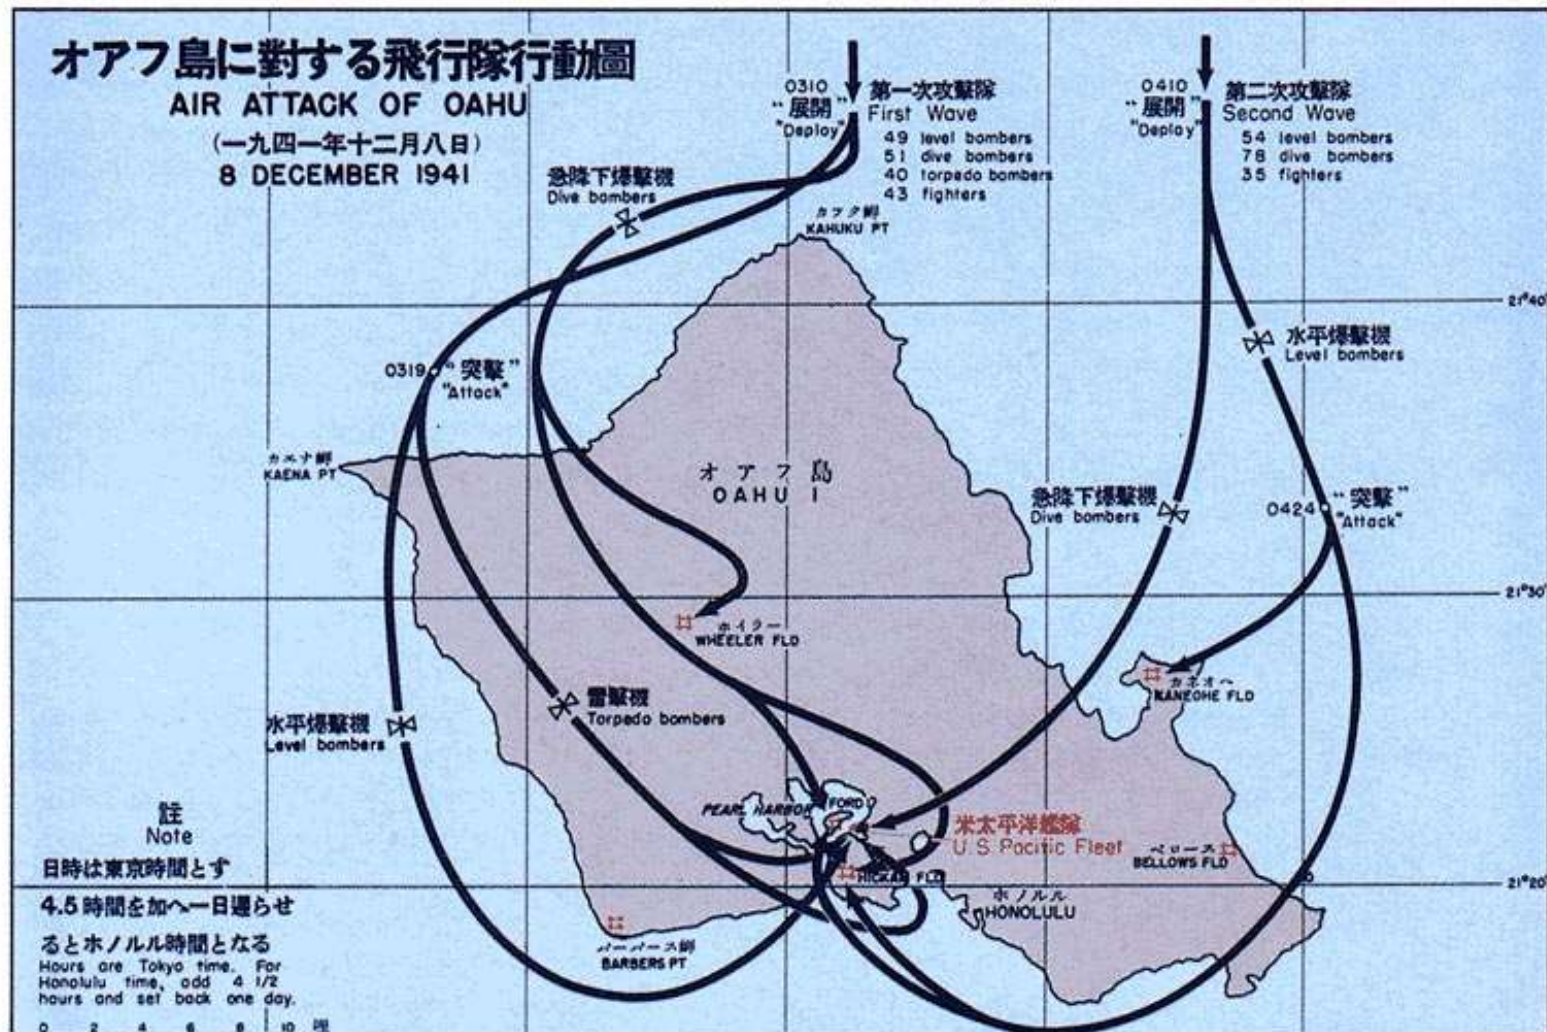 オアフ島に對する飛行隊行動圖
AIR ATTACK OF OAHU
(一九四一年十二月八日)
8 DECEMBER 1941
0310
"展開"
"Deploy"
第一次攻擊隊
First Wave
49 level bombers
51 dive bombers
40 torpedo bombers
43 fighters
0410
"展開"
"Deploy"
第二次攻擊隊
Second Wave
54 level bombers
78 dive bombers
35 fighters
急降下爆擊機
Dive bombers
カフク岬
KAHUKU PT
21°40'
水平爆擊機
Level bombers
0319
"突擊"
"Attack"
カエナ岬
KAENA PT
オアフ島
OAHU I
急降下爆擊機
Dive bombers
0424
"突擊"
"Attack"
21°30'
ホイラー
WHEELER FLD
カネオヘ
KANEOHE FLD
雷擊機
Torpedo bombers
水平爆擊機
Level bombers
PEARL HARBOR
FORD
米太平洋艦隊
U.S Pacific Fleet
ベロース
BELLOWS FLD
HICKAM FLD
21°20'
ホノルル
HONOLULU
バーバース岬
BARBERS PT
註
Note
日時は東京時間とす
4.5時間を加へ一日遲らせ
るとホノルル時間となる
Hours are Tokyo time. For
Honolulu time, add 4 1/2
hours and set back one day.
0 2 4 6 8 10 浬